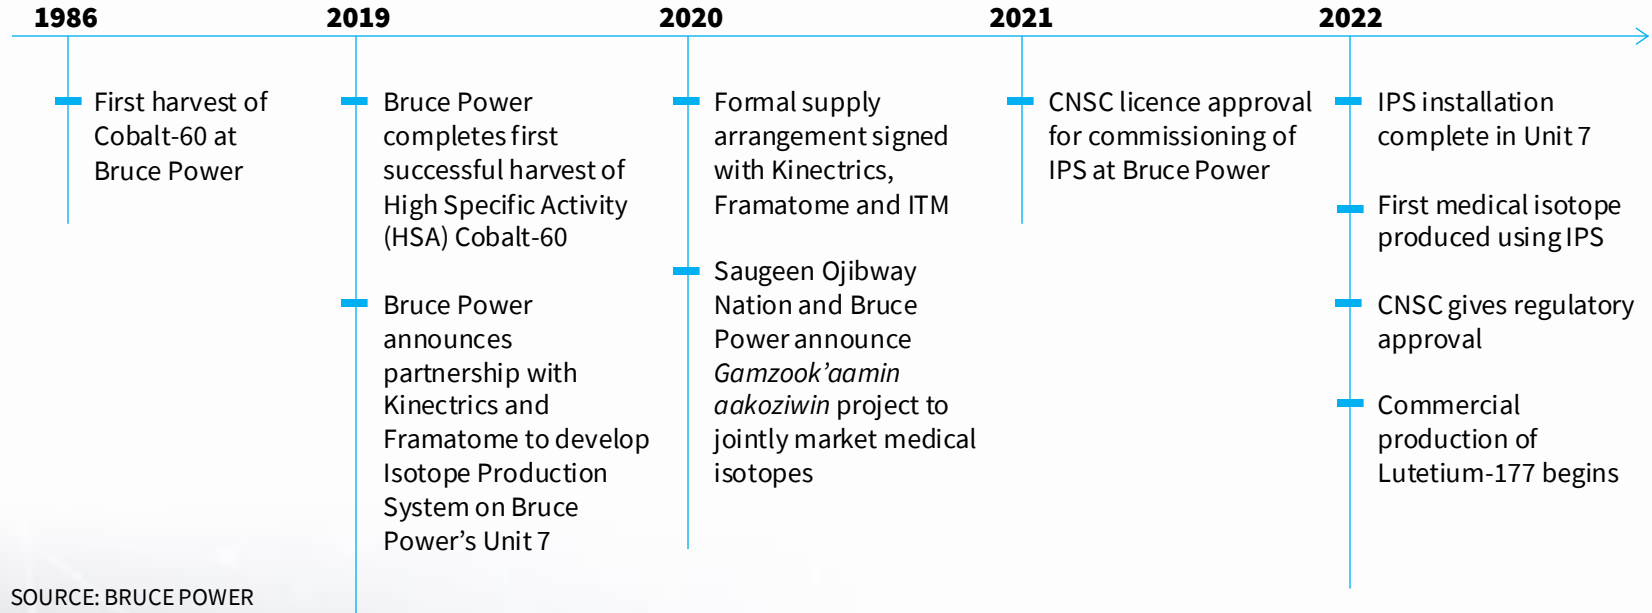 1986
First harvest of
Cobalt-60 at
Bruce Power
2019
Bruce Power
completes first
successful harvest of
High Specific Activity
(HSA) Cobalt-60
Bruce Power
announces
partnership with
Kinectrics and
Framatome to develop
Isotope Production
System on Bruce
Power’s Unit 7
2020
Formal supply
arrangement signed
with Kinectrics,
Framatome and ITM
Saugeen Ojibway
Nation and Bruce
Power announce
Gamzook’aamin
aakoziwin project to
jointly market medical
isotopes
2021
CNSC licence approval
for commissioning of
IPS at Bruce Power
2022
IPS installation
complete in Unit 7
First medical isotope
produced using IPS
CNSC gives regulatory
approval
Commercial
production of
Lutetium-177 begins
SOURCE: BRUCE POWER